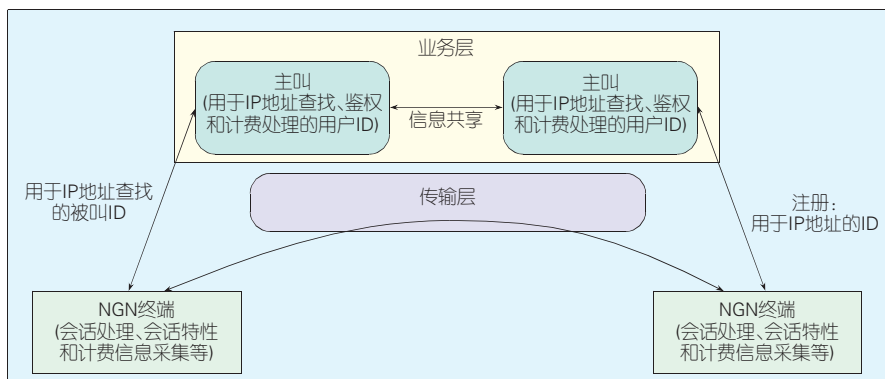 业务层
主叫
(用于IP地址查找、鉴权
和计费处理的用户ID)
信息共享
主叫
(用于IP地址查找、鉴权
和计费处理的用户ID)
用于IP地址查找
的被叫ID
传输层
注册:
用于IP地址的ID
NGN终端
(会话处理、会话特性
和计费信息采集等)
NGN终端
(会话处理、会话特性
和计费信息采集等)